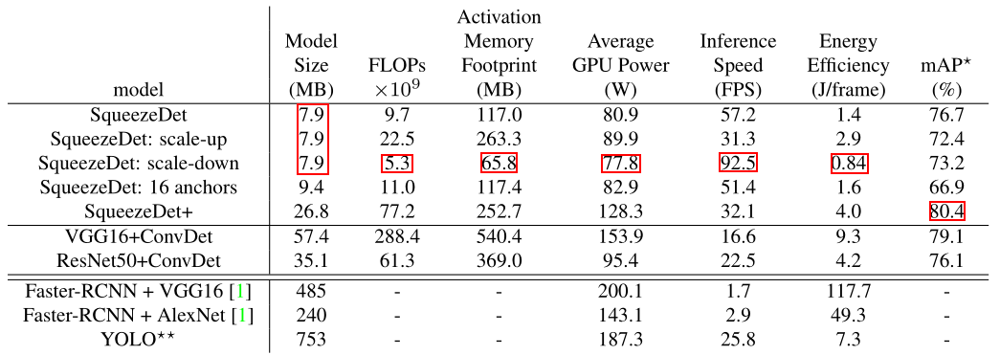 Activation
Model Memory Average Inference Energy
Size FLOPs Footprint GPU Power Speed Efficiency mAP⋆
model (MB) ×10⁹ (MB) (W) (FPS) (J/frame) (%)
SqueezeDet 7.9 9.7 117.0 80.9 57.2 1.4 76.7
SqueezeDet: scale-up 7.9 22.5 263.3 89.9 31.3 2.9 72.4
SqueezeDet: scale-down 7.9 5.3 65.8 77.8 92.5 0.84 73.2
SqueezeDet: 16 anchors 9.4 11.0 117.4 82.9 51.4 1.6 66.9
SqueezeDet+ 26.8 77.2 252.7 128.3 32.1 4.0 80.4
VGG16+ConvDet 57.4 288.4 540.4 153.9 16.6 9.3 79.1
ResNet50+ConvDet 35.1 61.3 369.0 95.4 22.5 4.2 76.1
Faster-RCNN + VGG16 [1] 485 - - 200.1 1.7 117.7 -
Faster-RCNN + AlexNet [1] 240 - - 143.1 2.9 49.3 -
YOLO⋆⋆ 753 - - 187.3 25.8 7.3 -